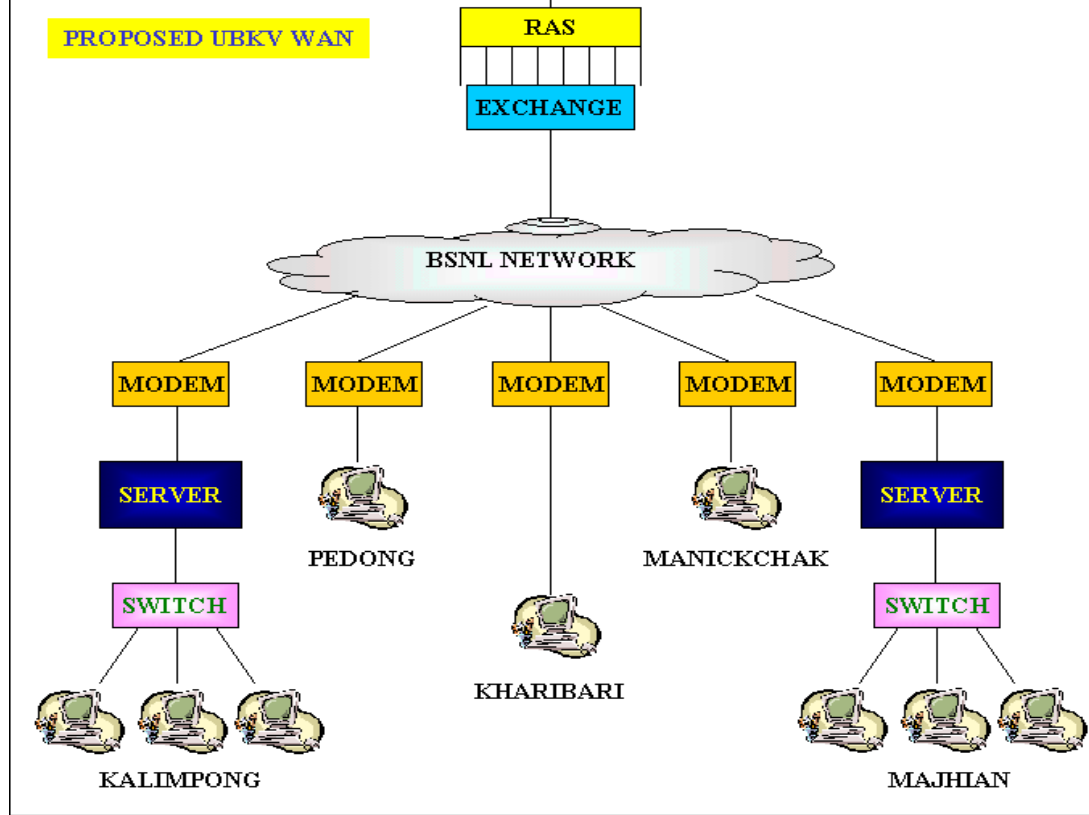 PROPOSED UBKV WAN
RAS
EXCHANGE
BSNL NETWORK
MODEM
MODEM
MODEM
MODEM
MODEM
SERVER
SERVER
PEDONG
MANICKCHAK
SWITCH
SWITCH
KHARIBARI
KALIMPONG
MAJHIAN